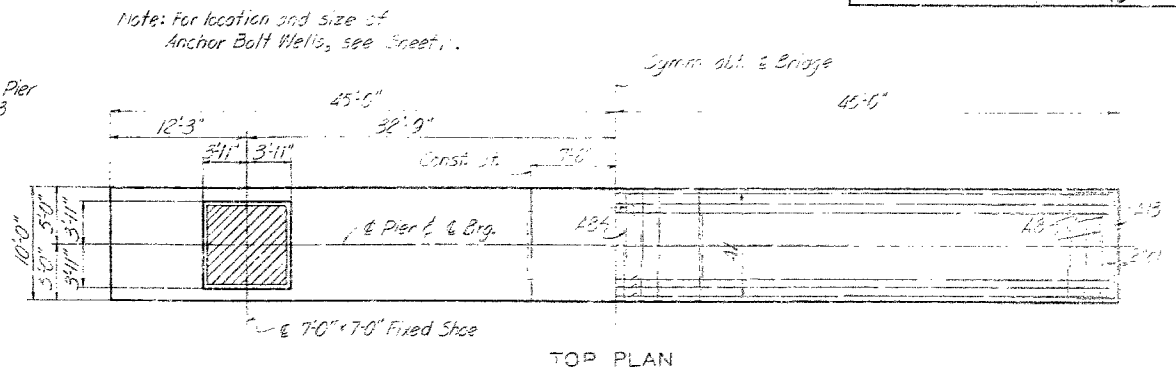 Note: For location and size of
Anchor Bolt Wells, see Sheet
Symm. abt. ℄ Bridge
Pier
3
45'-0"
45'-0"
12'-3"
32'-9"
3'-11" 3'-11"
Const. Jt.
7'-0"
10'-0"
5'-0"
5'-0"
3'-11"
3'-11"
℄ Pier & ℄ Brg.
℄ 7'-0" × 7'-0" Fixed Shoe
TOP PLAN